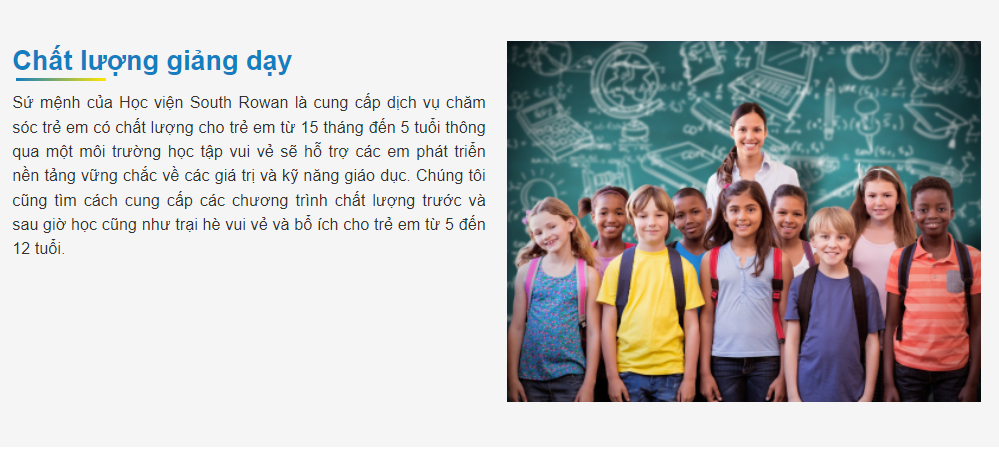 Chất lượng giảng dạy
Sứ mệnh của Học viện South Rowan là cung cấp dịch vụ chăm
sóc trẻ em có chất lượng cho trẻ em từ 15 tháng đến 5 tuổi thông
qua một môi trường học tập vui vẻ sẽ hỗ trợ các em phát triển
nền tảng vững chắc về các giá trị và kỹ năng giáo dục. Chúng tôi
cũng tìm cách cung cấp các chương trình chất lượng trước và
sau giờ học cũng như trại hè vui vẻ và bổ ích cho trẻ em từ 5 đến
12 tuổi.